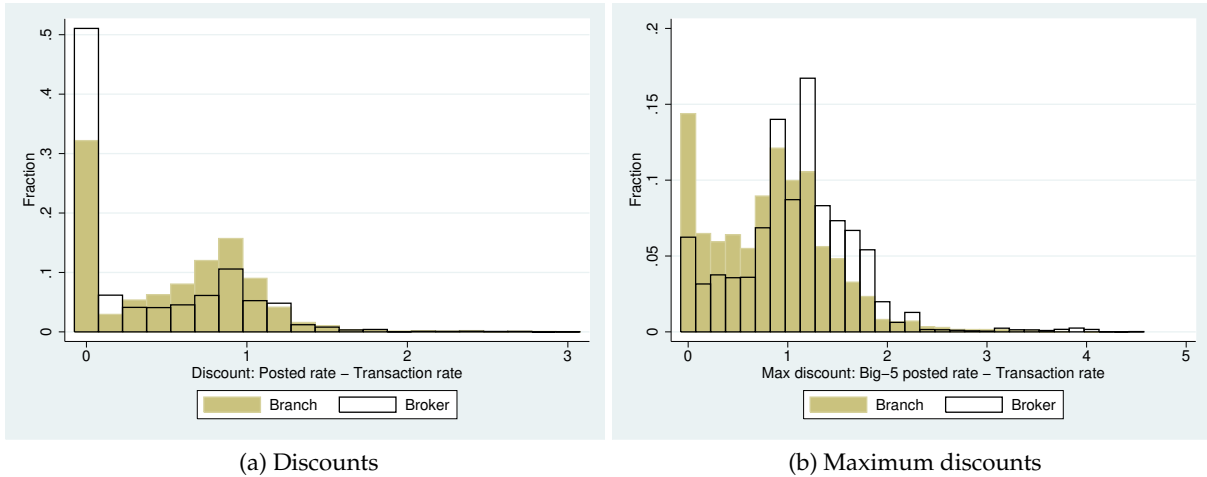 .5
.4
.3
.2
.1
0
Fraction
0 1 2 3
Discount: Posted rate − Transaction rate
Branch Broker
(a) Discounts
.2
.15
.1
.05
0
Fraction
0 1 2 3 4 5
Max discount: Big−5 posted rate − Transaction rate
Branch Broker
(b) Maximum discounts